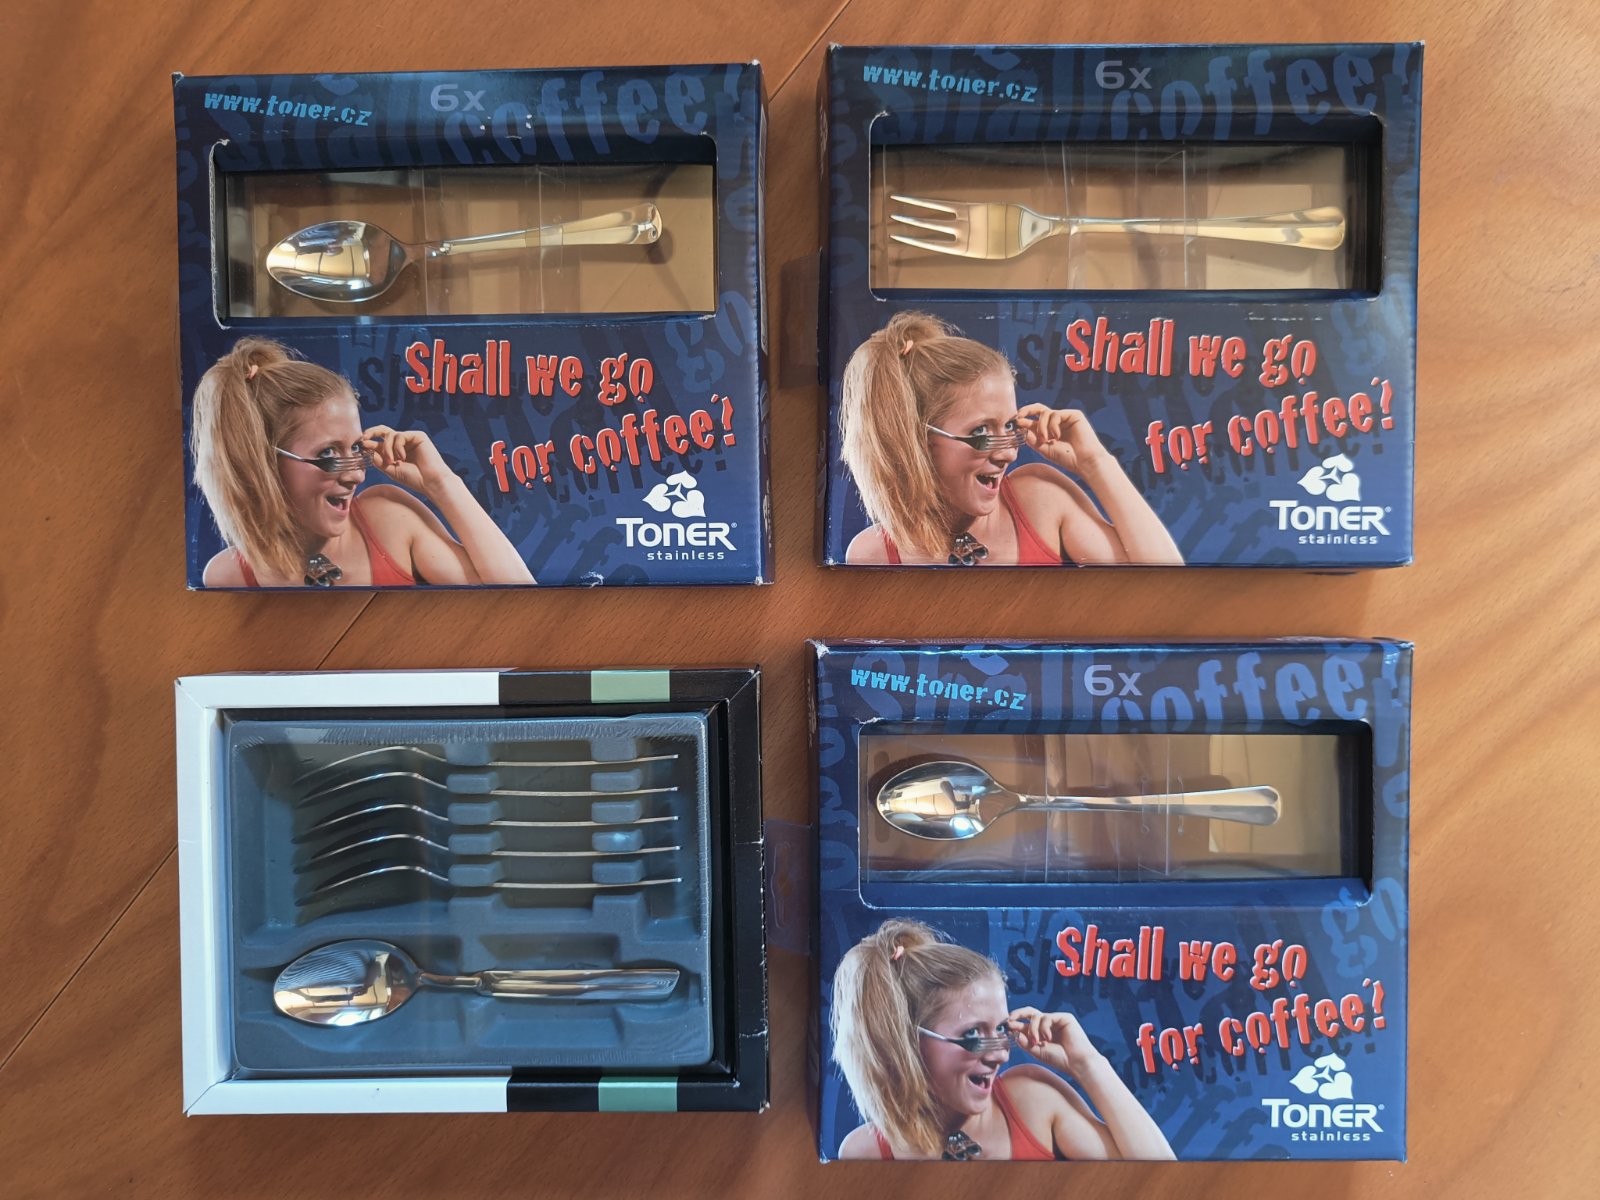 www.toner.cz
6x
Shall we go
for coffee?
TONER®
stainless
www.toner.cz
6x
Shall we go
for coffee?
TONER®
stainless
www.toner.cz
6x
coffee
Shall we go
for coffee?
TONER®
stainless